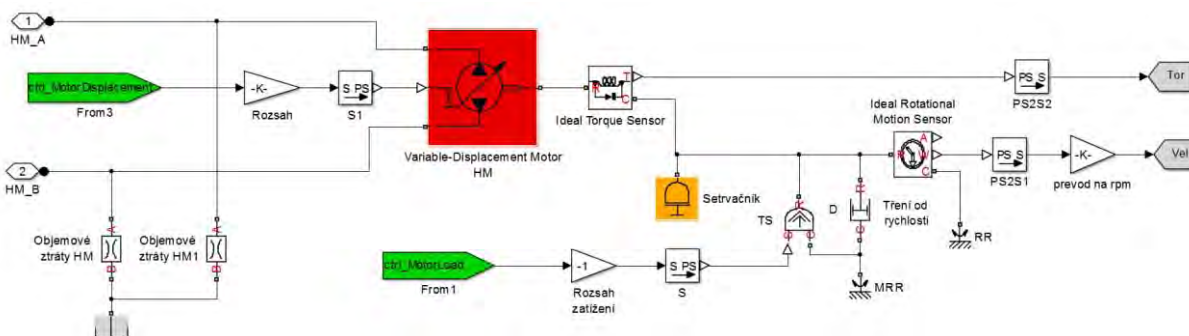 1
HM_A
ctrl_MotorDisplacement
From3
-K-
Rozsah
S PS
S1
Variable-Displacement Motor
HM
R
T
C
Ideal Torque Sensor
PS S
PS2S2
Tor
Ideal Rotational
Motion Sensor
R
A
W
C
PS S
PS2S1
-K-
prevod na rpm
Vel
2
HM_B
Setrvačník
TS
R
S
C
D
R
C
Tření od
rychlosti
RR
MRR
Objemové
ztráty HM
A
B
Objemové
ztráty HM1
A
B
ctrl_MotorLoad
From1
-1
Rozsah
zatížení
S PS
S